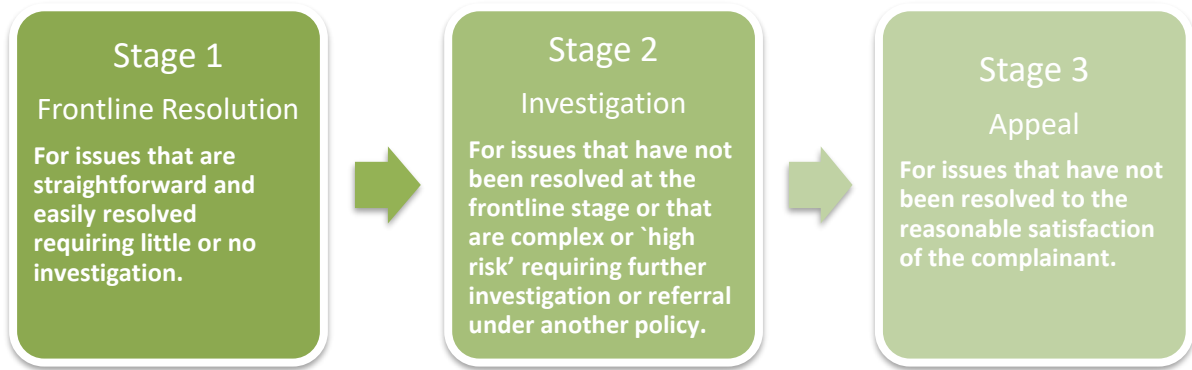 Stage 1
Frontline Resolution
For issues that are
straightforward and
easily resolved
requiring little or no
investigation.
Stage 2
Investigation
For issues that have not
been resolved at the
frontline stage or that
are complex or `high
risk’ requiring further
investigation or referral
under another policy.
Stage 3
Appeal
For issues that have not
been resolved to the
reasonable satisfaction
of the complainant.